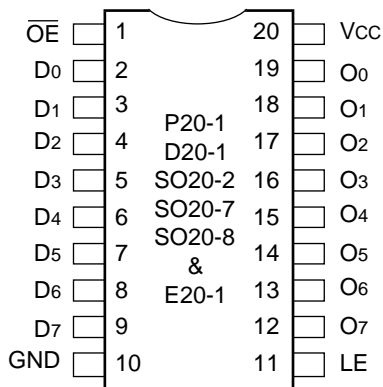 O̅E̅ 1 20 VCC
D0 2 19 O0
D1 3 18 O1
D2 4 17 O2
D3 5 16 O3
D4 6 15 O4
D5 7 14 O5
D6 8 13 O6
D7 9 12 O7
GND 10 11 LE
P20-1
D20-1
SO20-2
SO20-7
SO20-8
&
E20-1